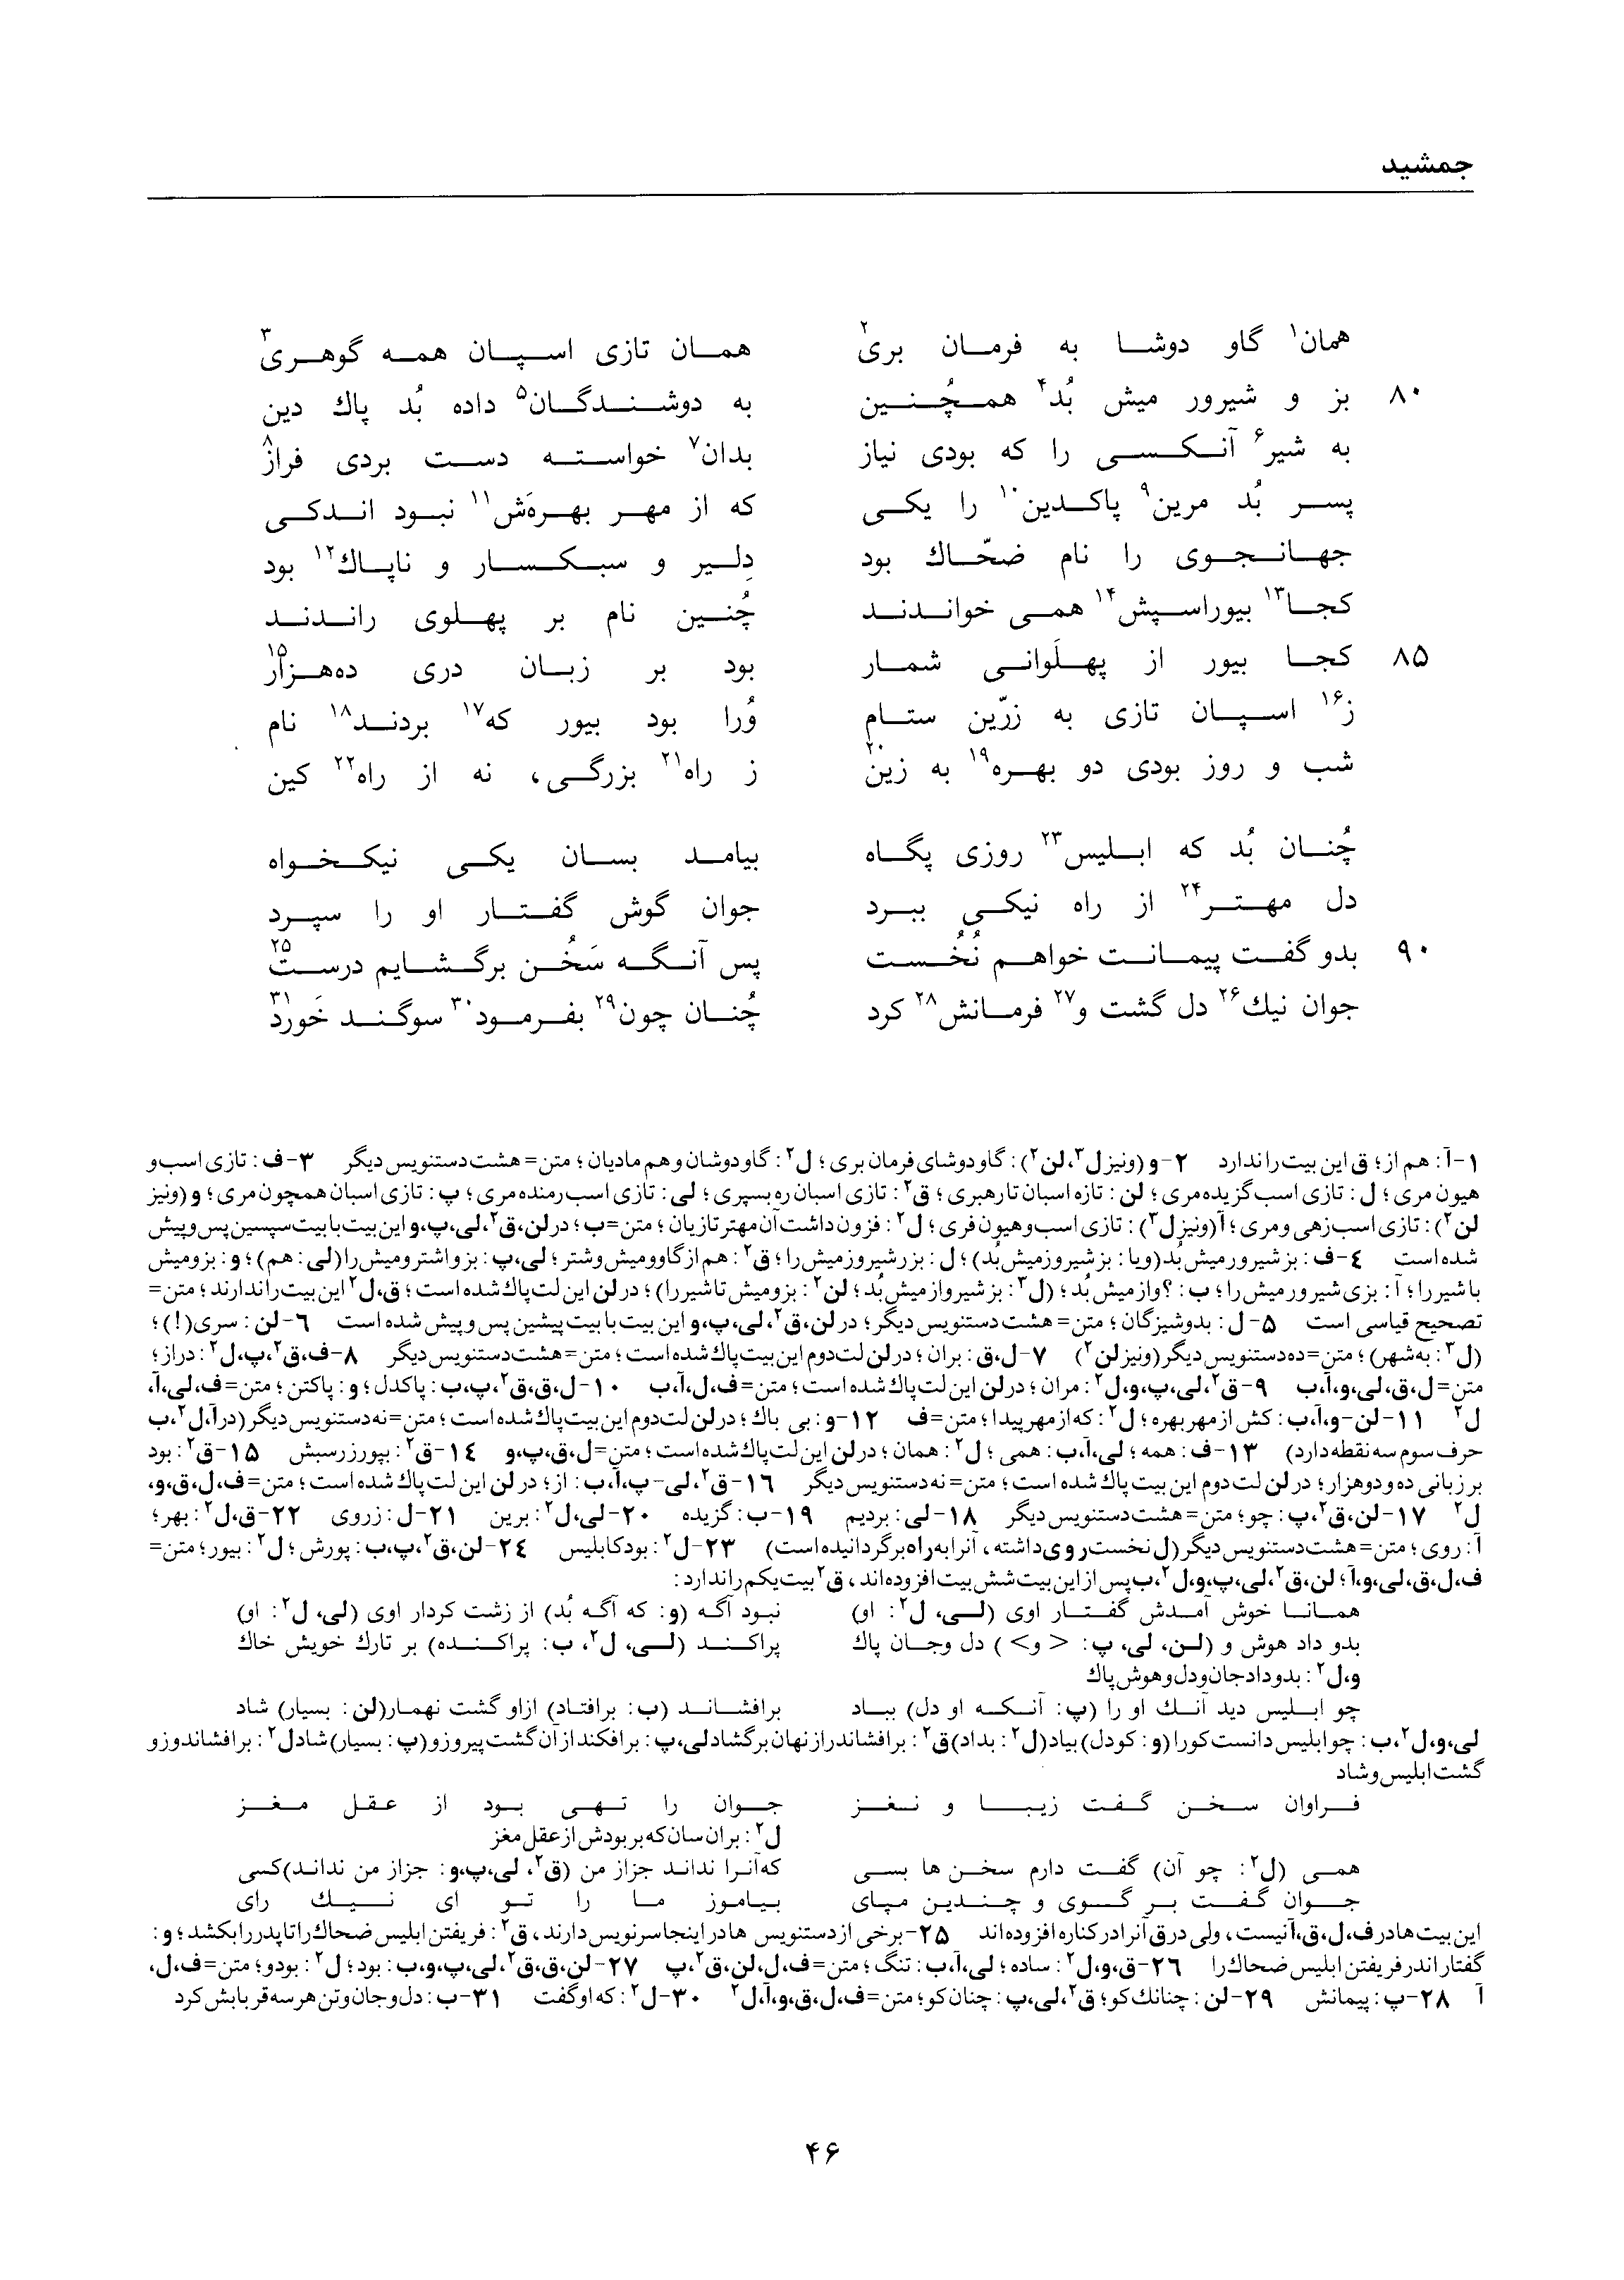 جمشید
همان¹ گاو دوشا به فرمان بری² همان تازی اسپان همه گوهری³
۸۰ بز و شیرور میش بُد⁴ همچُنین به دوشندگان⁵ داده بُد پاك دین
به شیر⁶ آنکسی را که بودی نیاز بدان⁷ خواسته دست بردی فراز⁸
پسر بُد مرین⁹ پاکدین¹⁰ را یکی که از مهر بهره‌َش¹¹ نبود اندکی
جهانجوی را نام ضحّاك بود دِلیر و سبکسار و ناپاك¹² بود
کجا¹³ بیوراسپش¹⁴ همی خواندند چُنین نام بر پهلوی راندند
۸۵ کجا بیور از پهلَوانی شمار بود بر زبان دری ده‌هزار¹⁵
ز¹⁶ اسپان تازی به زرّین ستام وُرا بود بیور که¹⁷ بردند¹⁸ نام
شب و روز بودی دو بهره¹⁹ به زین²⁰ ز راه²¹ بزرگی، نه از راه²² کین
چُنان بُد که ابلیس²³ روزی پگاه بیامد بسان یکی نیکخواه
دل مهتر²⁴ از راه نیکی ببرد جوان گوش گفتار او را سپرد
۹۰ بدو گفت پیمانت خواهم نُخُست پس آنگه سَخُن برگشایم درست²⁵
جوان نیك²⁶ دل گشت و²⁷ فرمانش²⁸ کرد چُنان چون²⁹ بفرمود³⁰ سوگند خَورد³¹
۱-آ: هم از؛ ق این بیت را ندارد ۲-و (ونیز ل³، لن²): گاو دوشای فرمان بری؛ ل²: گاو دوشان و هم مادیان؛ متن= هشت دستنویس دیگر ۳-ف: تازی اسب و
هیون مری؛ ل: تازی اسب گزیده مری؛ لن: تازه اسبان تارهبری؛ ق²: تازی اسبان ره بسپری؛ لی: تازی اسب رمنده مری؛ پ: تازی اسبان همچون مری؛ و (ونیز
لن²): تازی اسب زهی و مری؛ آ (ونیز ل³): تازی اسب و هیون فری؛ ل²: فزون داشت آن مهتر تازیان؛ متن=ب؛ در لن، ق²، لی، پ، و این بیت با بیت سپسین پس و پیش
شده است ۴-ف: بز شیرور میش بُد (ویا: بز شیروز میش بُد)؛ ل: بزر شیروز میش را؛ ق²: هم از گاو و میش و شتر؛ لی، پ: بز و اشتر و میش را (لی: هم)؛ و: بز و میش
با شیر را؛ آ: بزی شیرور میش را؛ ب: ؟ واز میش بُد؛ (ل³: بز شیرواز میش بُد؛ لن²: بز و میش تا شیر را)؛ در لن این لت پاك شده است؛ ق، ل² این بیت را ندارند؛ متن=
تصحیح قیاسی است ۵-ل: بدوشیزگان؛ متن= هشت دستنویس دیگر؛ در لن، ق²، لی، پ، و این بیت با بیت پیشین پس و پیش شده است ۶-لن: سری(!)؛
(ل³: به شهر)؛ متن=ده دستنویس دیگر (ونیز لن²) ۷-ل، ق: بران؛ در لن لت دوم این بیت پاك شده است؛ متن=هشت دستنویس دیگر ۸-ف، ق²، پ، ل²: دراز؛
متن=ل، ق، لی، و، آ، ب ۹-ق²، لی، پ، و، ل²: مران؛ در لن این لت پاك شده است؛ متن=ف، ل، آ، ب ۱۰-ل، ق، ق²، پ، ب: پاكدل؛ و: پاكتن؛ متن=ف، لی، آ،
ل² ۱۱-لن-و، آ، ب: کش از مهر بهره؛ ل²: که از مهر پیدا؛ متن=ف ۱۲-و: بی باك؛ در لن لت دوم این بیت پاك شده است؛ متن=نه دستنویس دیگر (در آ، ل²، ب
حرف سوم سه نقطه دارد) ۱۳-ف: همه؛ لی، آ، ب: همی؛ ل²: همان؛ در لن این لت پاك شده است؛ متن=ل، ق، پ، و ۱۴-ق²: بیورزرسبش ۱۵-ق²: بود
بر زبانی ده و دو هزار؛ در لن لت دوم این بیت پاك شده است؛ متن=نه دستنویس دیگر ۱۶-ق²، لی-پ، آ، ب: از؛ در لن این لت پاك شده است؛ متن=ف، ل، ق، و،
ل² ۱۷-لن، ق²، پ: چو؛ متن=هشت دستنویس دیگر ۱۸-لی: بردیم ۱۹-ب: گزیده ۲۰-لی، ل²: برین ۲۱-ل: زروی ۲۲-ق، ل²: بهر؛
آ: روی؛ متن=هشت دستنویس دیگر (ل نخست روی داشته، آنرا به راه برگردانیده است) ۲۳-ل²: بود کابلیس ۲۴-لن، ق²، پ، ب: پورش؛ ل²: بیور؛ متن=
ف، ل، ق، لی، و، آ؛ لن، ق²، لی، پ، و، ل²، ب پس از این بیت شش بیت افزوده اند، ق² بیت یکم را ندارد:
همانا خوش آمدش گفتار اوی (لی، ل²: او) نبود آگه (و: که آگه بُد) از زشت کردار اوی (لی، ل²: او)
بدو داد هوش و (لن، لی، پ: <و>) دل وجان پاك پراکند (لی، ل²، ب: پراکنده) بر تارك خویش خاك
و، ل²: بدو داد جان و دل و هوش پاك
چو ابلیس دید آنك او را (پ: آنکه او دل) بباد برافشاند (ب: برافتاد) ازاو گشت نهمار (لن: بسیار) شاد
لی، و، ل²، ب: چو ابلیس دانست کورا (و: کودل) بباد (ل²: بداد) ق²: برافشاند راز نهان برگشاد لی، پ: برافکند از آن گشت پیروز و (پ: بسیار) شاد ل²: برافشاند وزو
گشت ابلیس و شاد
فراوان سخن گفت زیبا و نغز جوان را تهی بود از عقل مغز
ل²: بران سان که بربودش از عقل مغز
همی (ل²: چو آن) گفت دارم سخن ها بسی که آنرا نداند جزاز من (ق²، لی، پ، و: جزاز من نداند) کسی
جوان گفت بر گوی و چندین مپای بیاموز ما را تو ای نیك رای
این بیت ها در ف، ل، ق، آ نیست، ولی در ق آنرا در کناره افزوده اند ۲۵-برخی از دستنویس ها در اینجا سرنویس دارند، ق²: فریفتن ابلیس ضحاك را تا پدر را بکشد؛ و:
گفتار اندر فریفتن ابلیس ضحاك را ۲۶-ق، و، ل²: ساده؛ لی، آ، ب: تنگ؛ متن=ف، ل، لن، ق²، پ ۲۷-لن، ق، ق²، لی، پ، و، ب: بود؛ ل²: بودو؛ متن=ف، ل،
آ ۲۸-پ: پیمانش ۲۹-لن: چنانك کو؛ ق²، لی، پ: چنان کو؛ متن=ف، ل، ق، و، آ، ل² ۳۰-ل²: که او گفت ۳۱-ب: دل و جان و تن هر سه قربانش کرد
۴۶